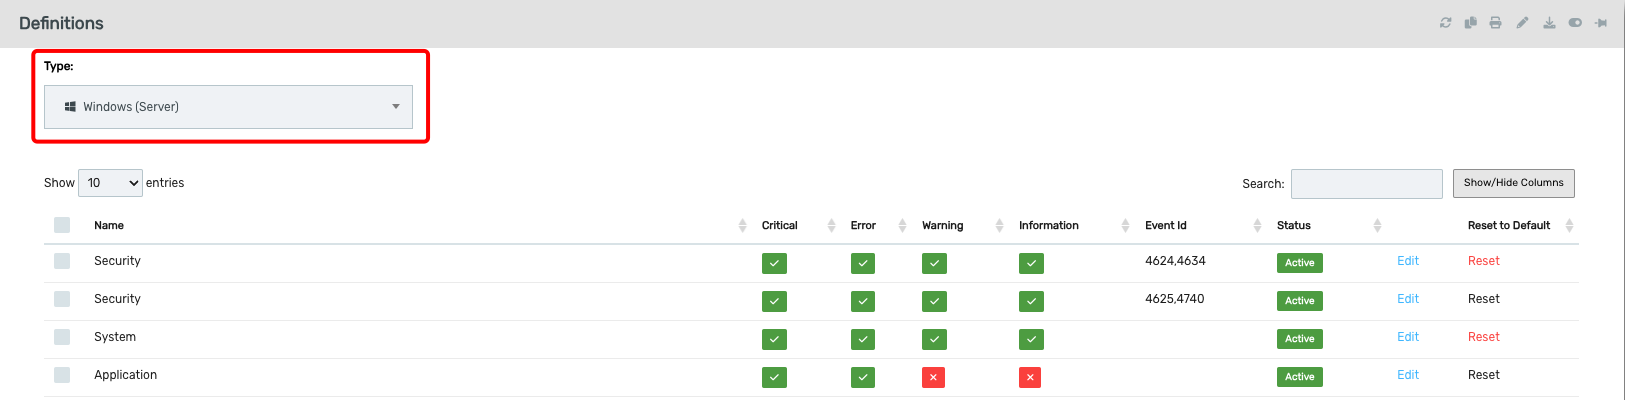 Definitions
Type:
Windows (Server)
Show 10 entries Search: Show/Hide Columns
Name Critical Error Warning Information Event Id Status Reset to Default
Security 4624,4634 Active Edit Reset
Security 4625,4740 Active Edit Reset
System Active Edit Reset
Application Active Edit Reset